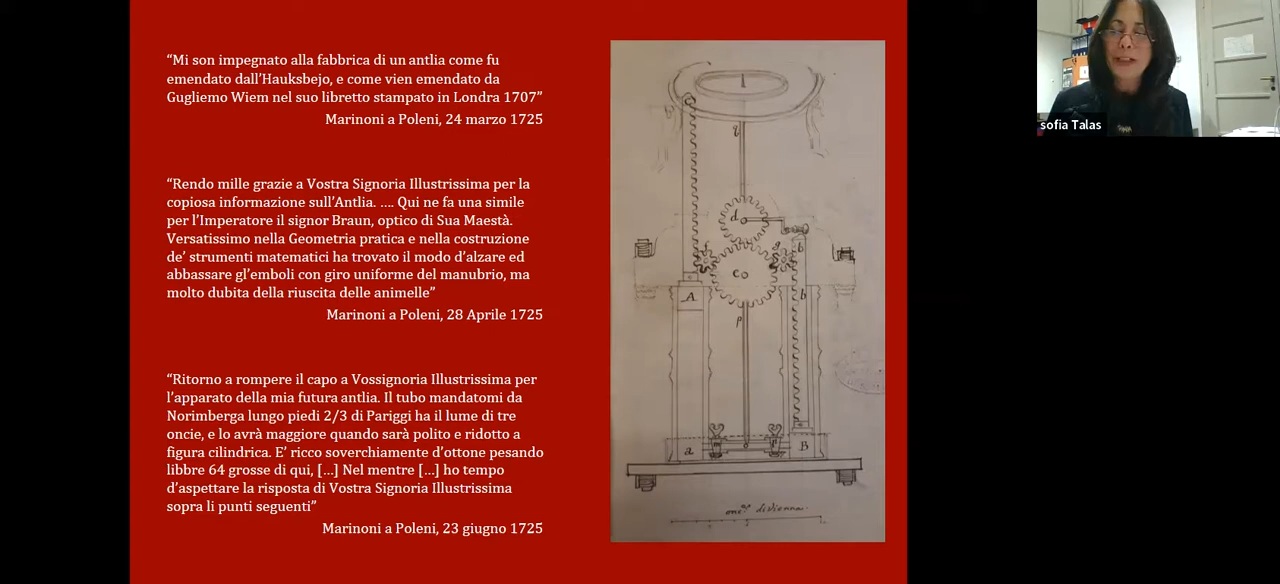 “Mi son impegnato alla fabbrica di un antlia come fu
emendato dall’Hauksbejo, e come vien emendato da
Gugliemo Wiem nel suo libretto stampato in Londra 1707”
Marinoni a Poleni, 24 marzo 1725
“Rendo mille grazie a Vostra Signoria Illustrissima per la
copiosa informazione sull’Antlia. …. Qui ne fa una simile
per l’Imperatore il signor Braun, optico di Sua Maestà.
Versatissimo nella Geometria pratica e nella costruzione
de’ strumenti matematici ha trovato il modo d’alzare ed
abbassare gl’emboli con giro uniforme del manubrio, ma
molto dubita della riuscita delle animelle”
Marinoni a Poleni, 28 Aprile 1725
“Ritorno a rompere il capo a Vossignoria Illustrissima per
l’apparato della mia futura antlia. Il tubo mandatomi da
Norimberga lungo piedi 2/3 di Pariggi ha il lume di tre
oncie, e lo avrà maggiore quando sarà polito e ridotto a
figura cilindrica. E’ ricco soverchiamente d’ottone pesando
libbre 64 grosse di qui, […] Nel mentre […] ho tempo
d’aspettare la risposta di Vostra Signoria Illustrissima
sopra li punti seguenti”
Marinoni a Poleni, 23 giugno 1725
q
d
f
g
b
c
A
b
p
a
B
di vienna
sofia Talas